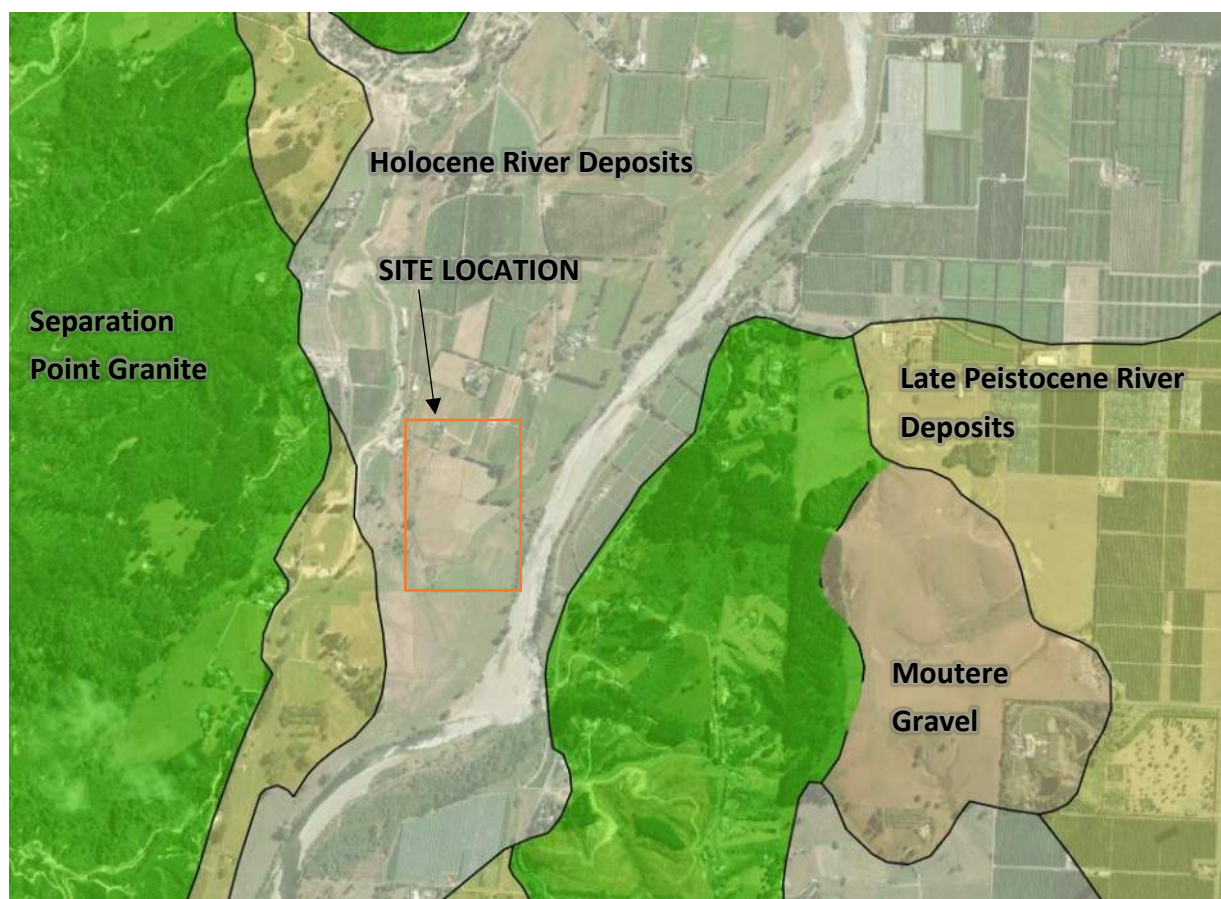 Holocene River Deposits
SITE LOCATION
Separation
Point Granite
Late Peistocene River
Deposits
Moutere
Gravel